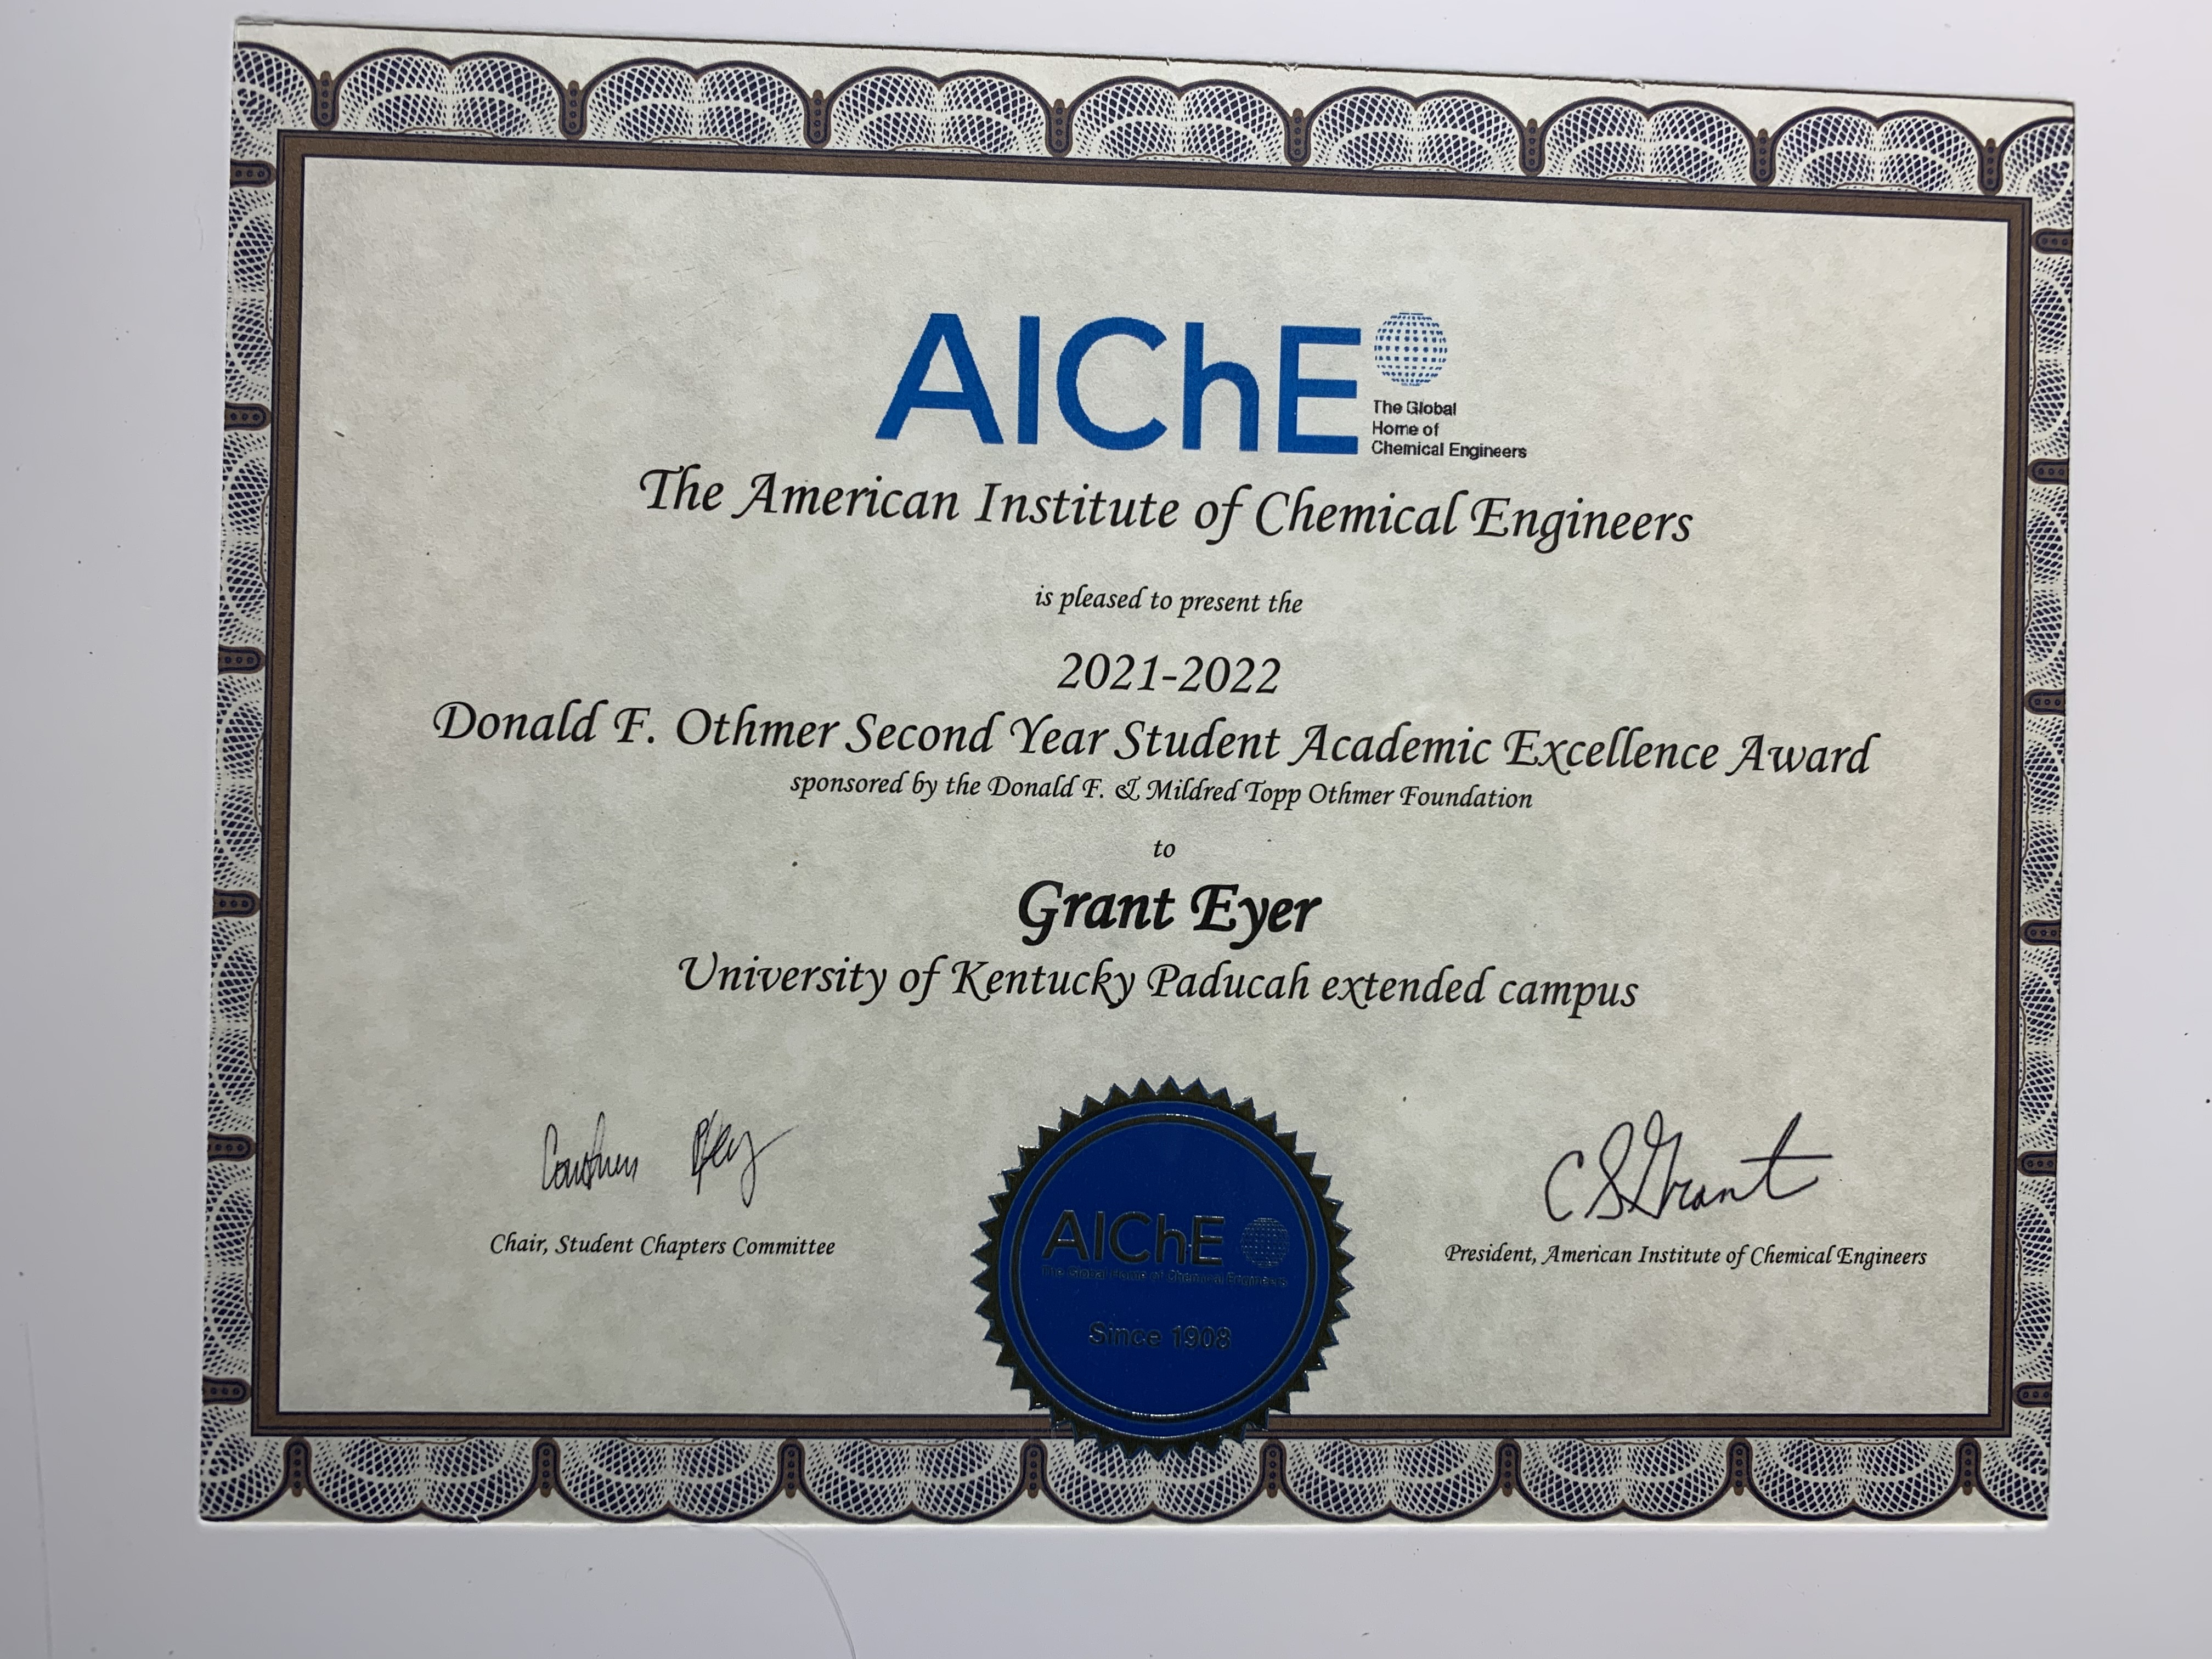 AIChE
The Global
Home of
Chemical Engineers
The American Institute of Chemical Engineers
is pleased to present the
2021-2022
Donald F. Othmer Second Year Student Academic Excellence Award
sponsored by the Donald F. & Mildred Topp Othmer Foundation
to
Grant Eyer
University of Kentucky Paducah extended campus
C S Grant
Chair, Student Chapters Committee
President, American Institute of Chemical Engineers
AIChE
The Global Home of Chemical Engineers
Since 1908